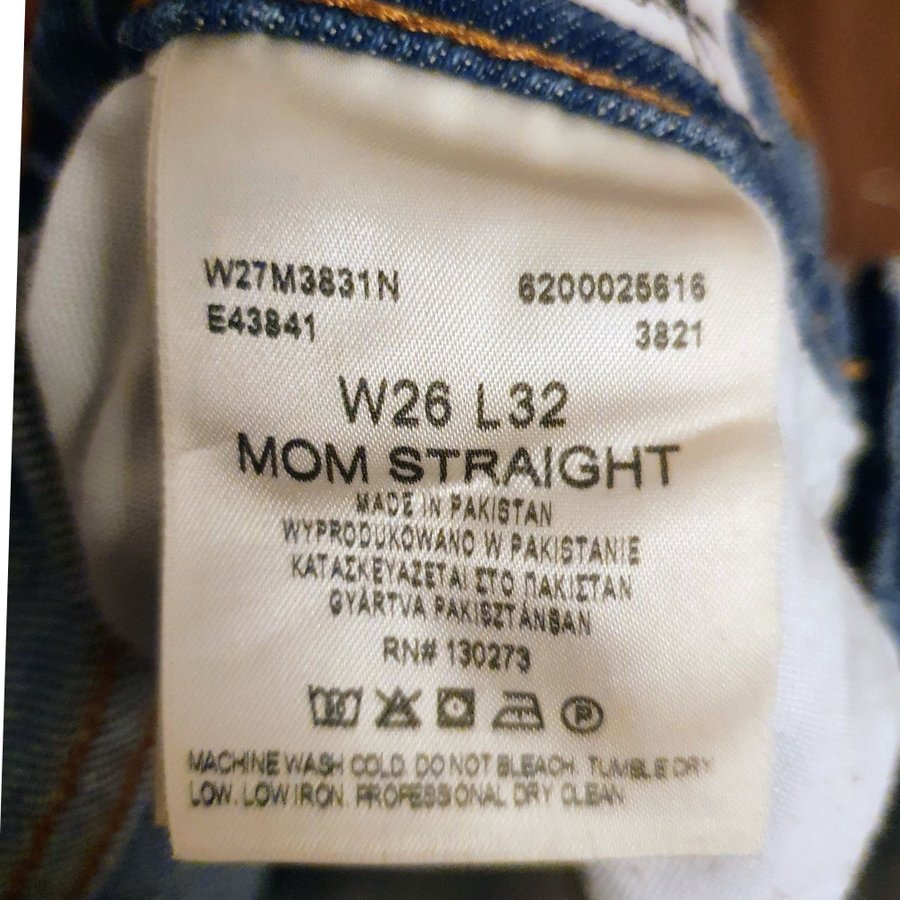 W27M3831N 6200025616
E43841 3821
W26 L32
MOM STRAIGHT
MADE IN PAKISTAN
WYPRODUKOWANO W PAKISTANIE
ΚΑΤΑΣΚΕΥΑΖΕΤΑΙ ΣΤΟ ΠΑΚΙΣΤΑΝ
GYÁRTVA PAKISZTÁNBAN
RN# 130273
30 P
MACHINE WASH COLD. DO NOT BLEACH. TUMBLE DRY
LOW. LOW IRON. PROFESSIONAL DRY CLEAN